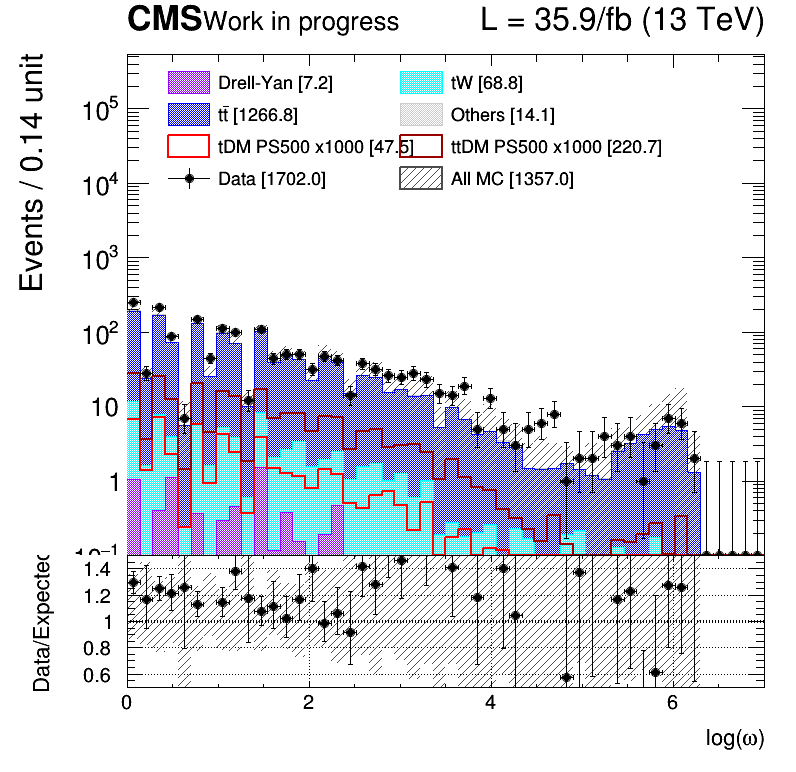 CMS Work in progress L = 35.9/fb (13 TeV)
Events / 0.14 unit
10⁵
10⁴
10³
10²
10
1
10⁻¹
Drell-Yan [7.2]
tW [68.8]
tt̄ [1266.8]
Others [14.1]
tDM PS500 x1000 [47.5]
ttDM PS500 x1000 [220.7]
Data [1702.0]
All MC [1357.0]
Data/Expected
1.4
1.2
1
0.8
0.6
0 2 4 6
log(ω)